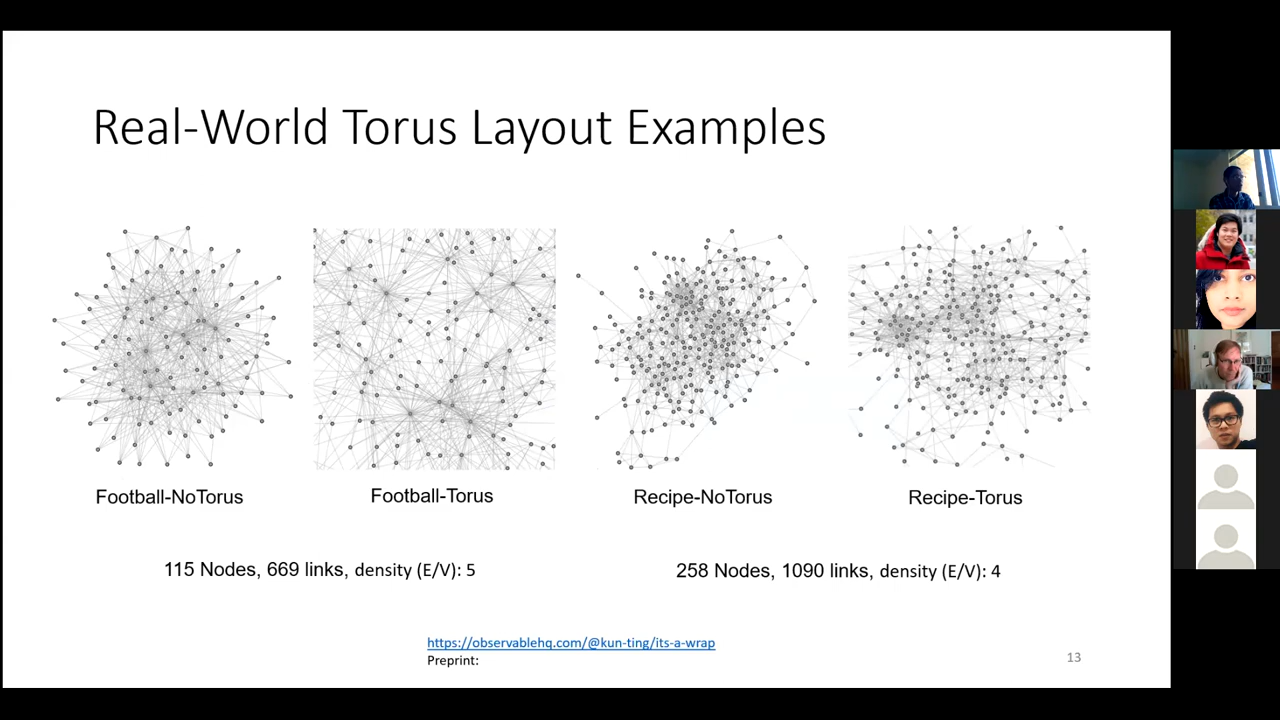 Real-World Torus Layout Examples
Football-NoTorus
Football-Torus
Recipe-NoTorus
Recipe-Torus
115 Nodes, 669 links, density (E/V): 5
258 Nodes, 1090 links, density (E/V): 4
https://observablehq.com/@kun-ting/its-a-wrap
Preprint:
13